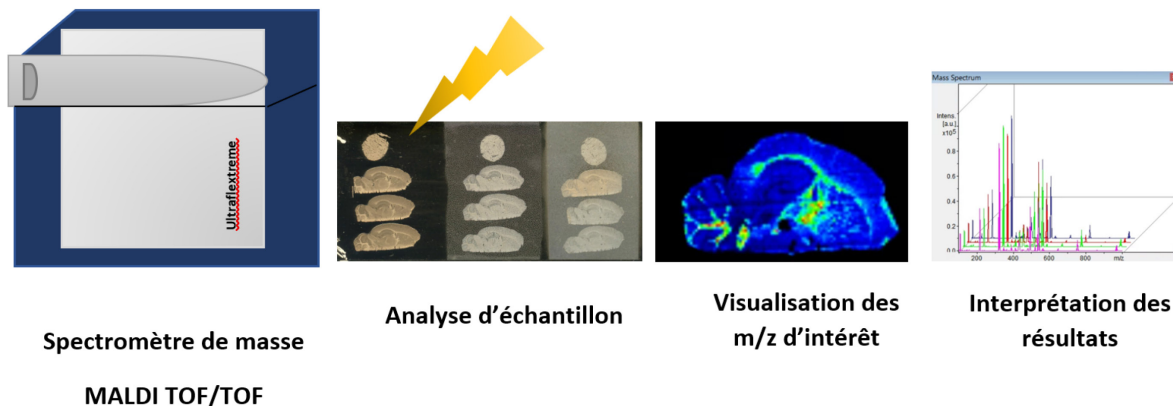 Ultraflextreme
Spectromètre de masse
MALDI TOF/TOF
Analyse d’échantillon
Visualisation des
m/z d’intérêt
Mass Spectrum
Intens.
[a.u.]
x10⁵
0.8
0.6
0.4
0.2
0.0
200 400 600 800 m/z
Interprétation des
résultats